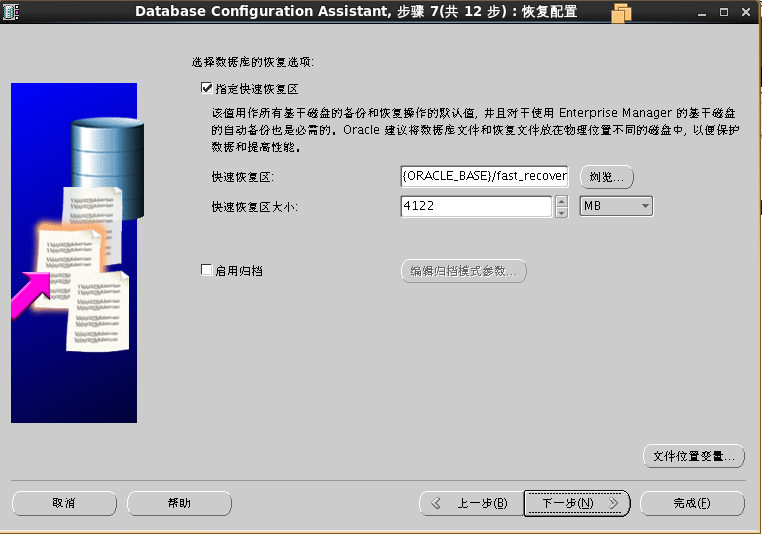 Database Configuration Assistant, 步骤 7(共 12 步) : 恢复配置
选择数据库的恢复选项:
指定快速恢复区
该值用作所有基于磁盘的备份和恢复操作的默认值, 并且对于使用 Enterprise Manager 的基于磁盘
的自动备份也是必需的。Oracle 建议将数据库文件和恢复文件放在物理位置不同的磁盘中, 以便保护
数据和提高性能。
快速恢复区: {ORACLE_BASE}/fast_recover 浏览...
快速恢复区大小: 4122 MB
启用归档 编辑归档模式参数...
文件位置变量...
取消 帮助 上一步(B) 下一步(N) 完成(F)